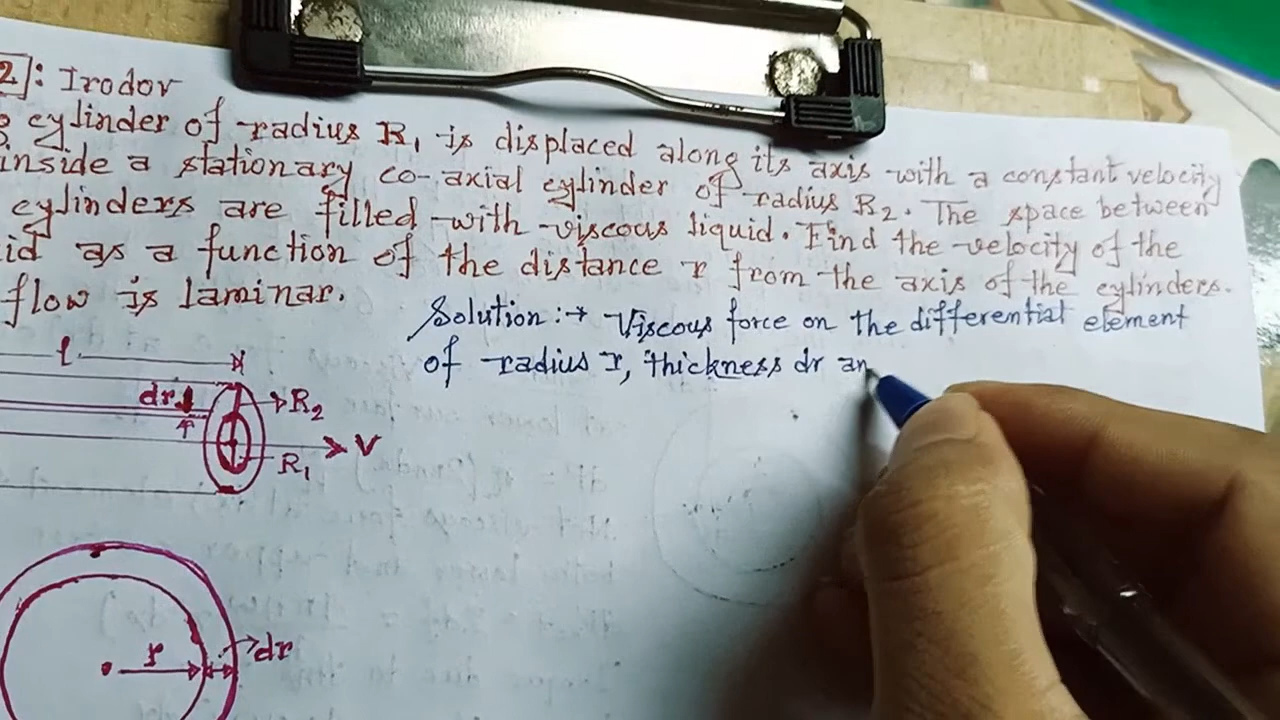 2]: Irodov
g cylinder of radius R₁ is displaced along its axis with a constant velocity
inside a stationary co-axial cylinder of radius R₂. The space between
cylinders are filled with viscous liquid. Find the velocity of the
id as a function of the distance r from the axis of the cylinders.
flow is laminar.
Solution:→ Viscous force on the differential element
of radius r, thickness dr an
l
dr
R₂
V
R₁
r
dr